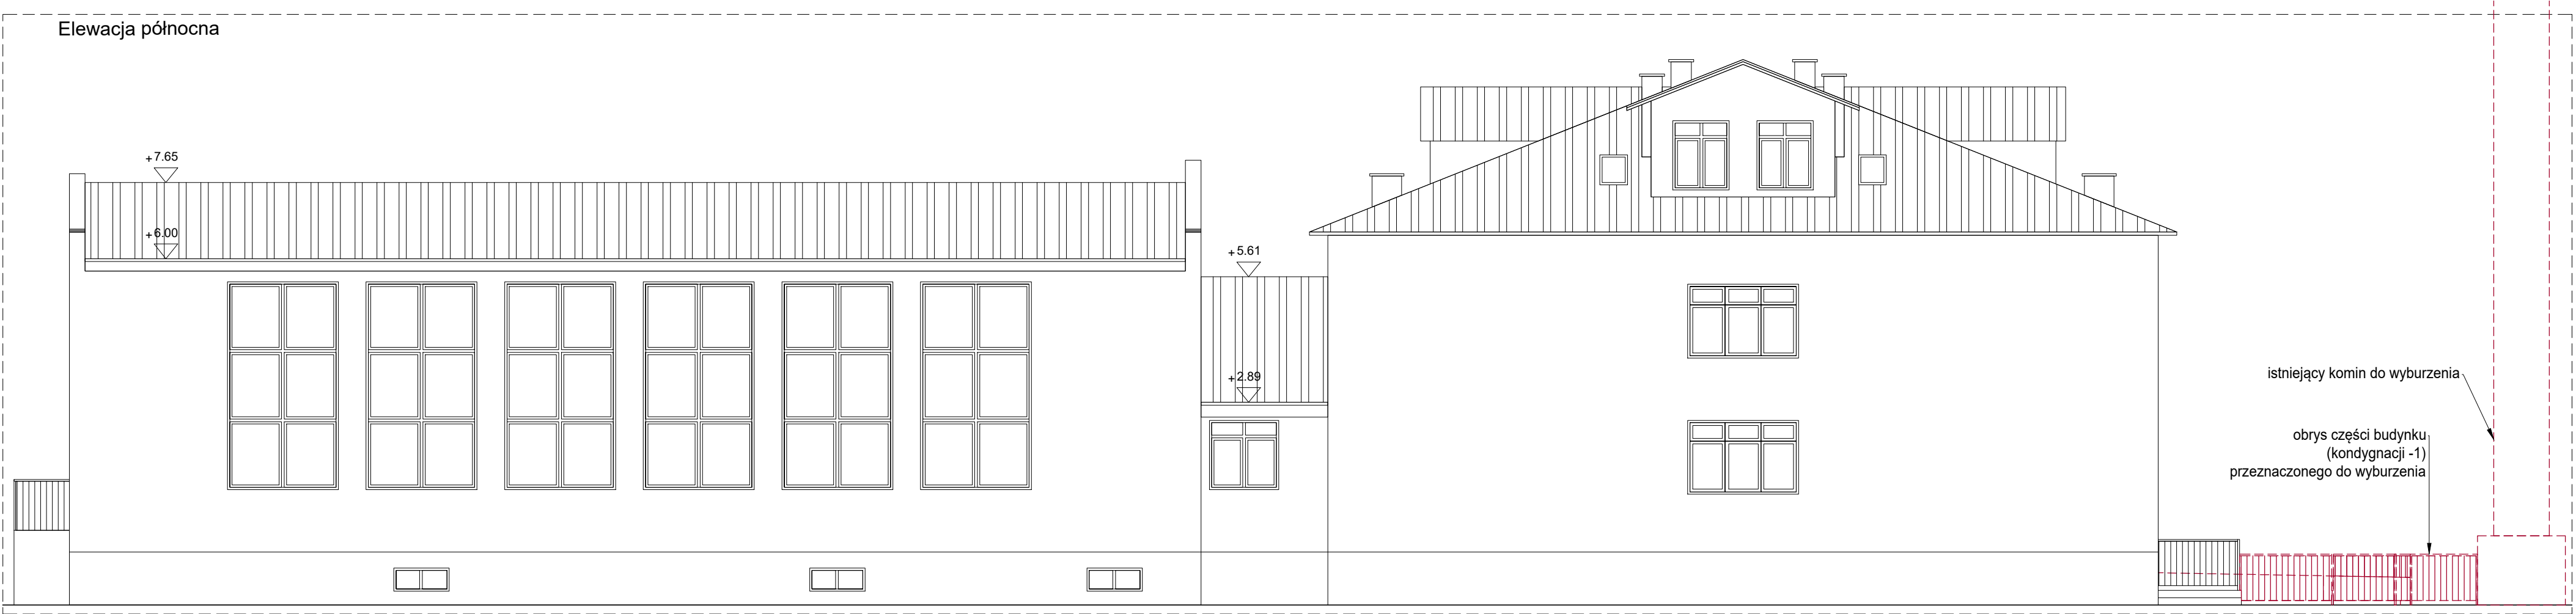 Elewacja północna
+7.65
+6.00
+5.61
+2.89
istniejący komin do wyburzenia
obrys części budynku
(kondygnacji -1)
przeznaczonego do wyburzenia